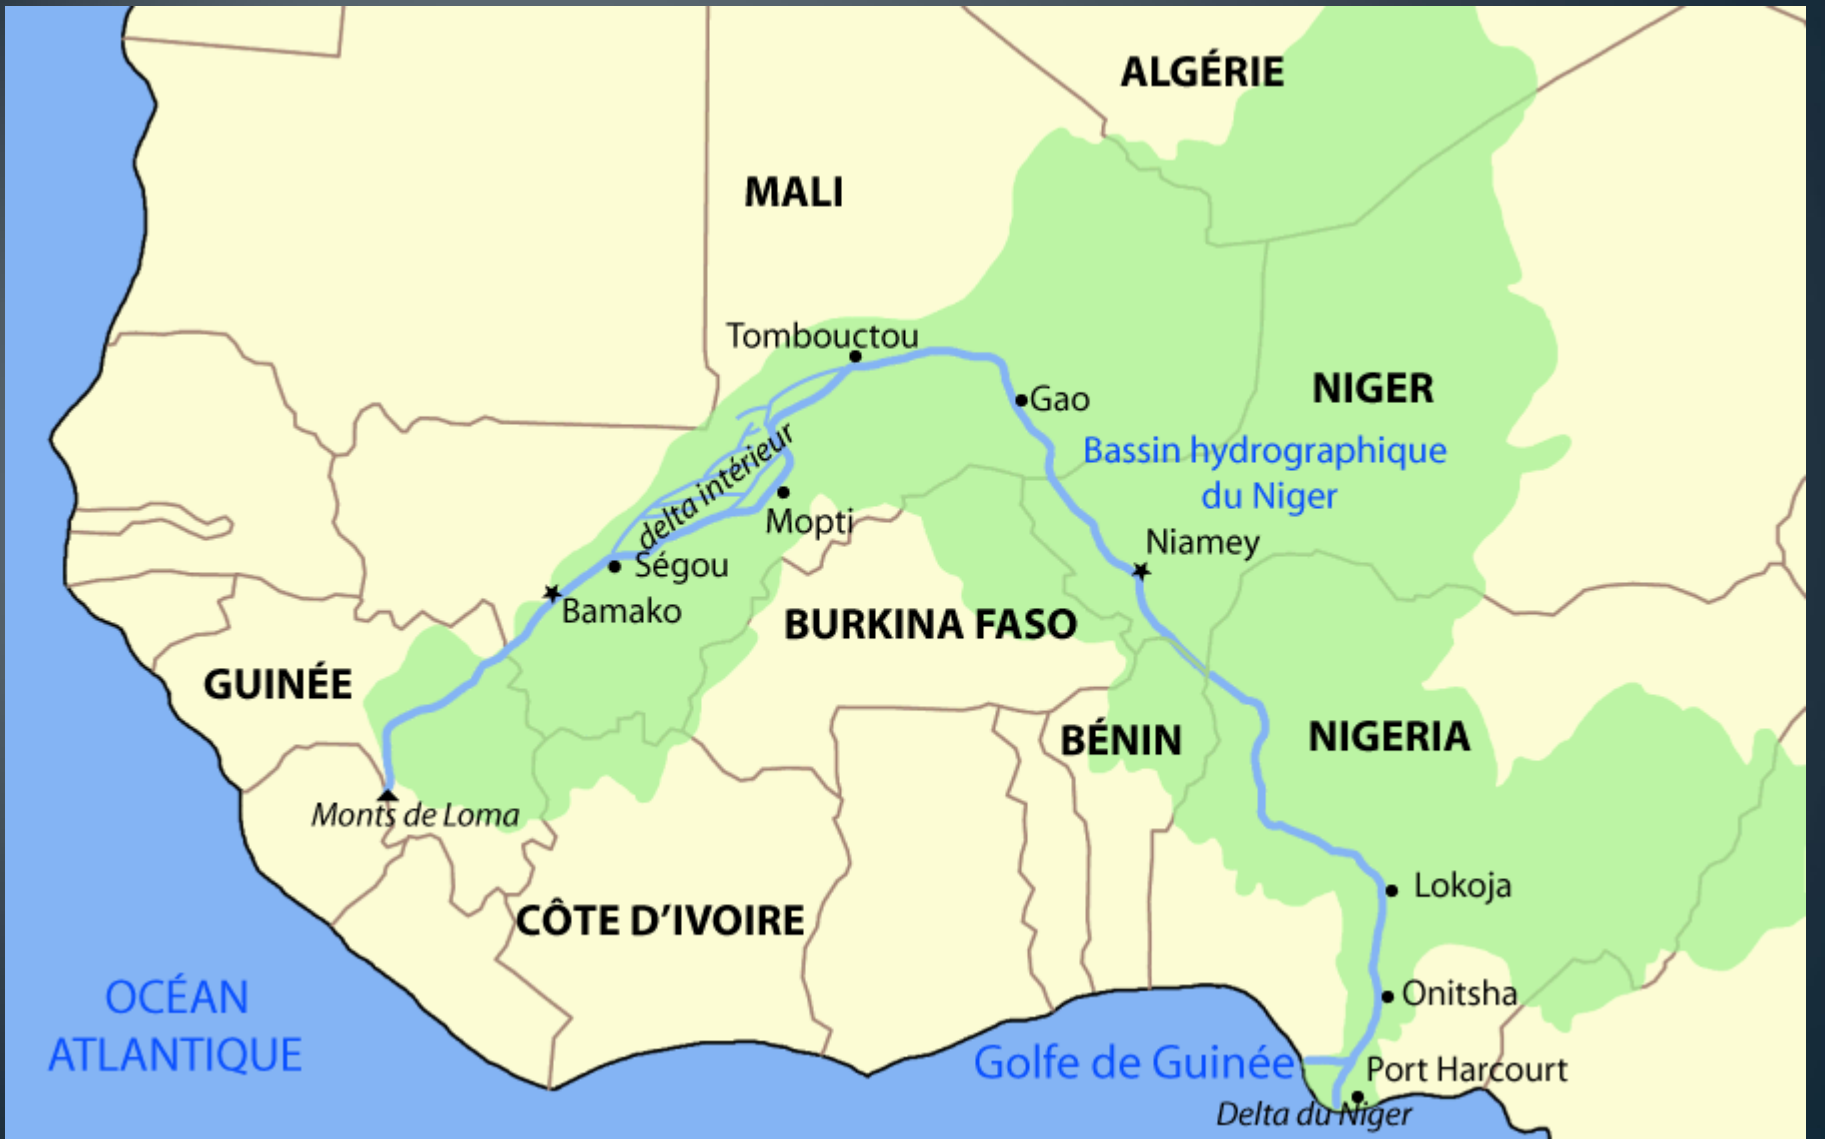 ALGÉRIE
MALI
Tombouctou
Gao
NIGER
Bassin hydrographique
du Niger
delta intérieur
Mopti
Niamey
Ségou
Bamako
BURKINA FASO
GUINÉE
BÉNIN
NIGERIA
Monts de Loma
Lokoja
CÔTE D'IVOIRE
OCÉAN
ATLANTIQUE
Onitsha
Golfe de Guinée
Port Harcourt
Delta du Niger